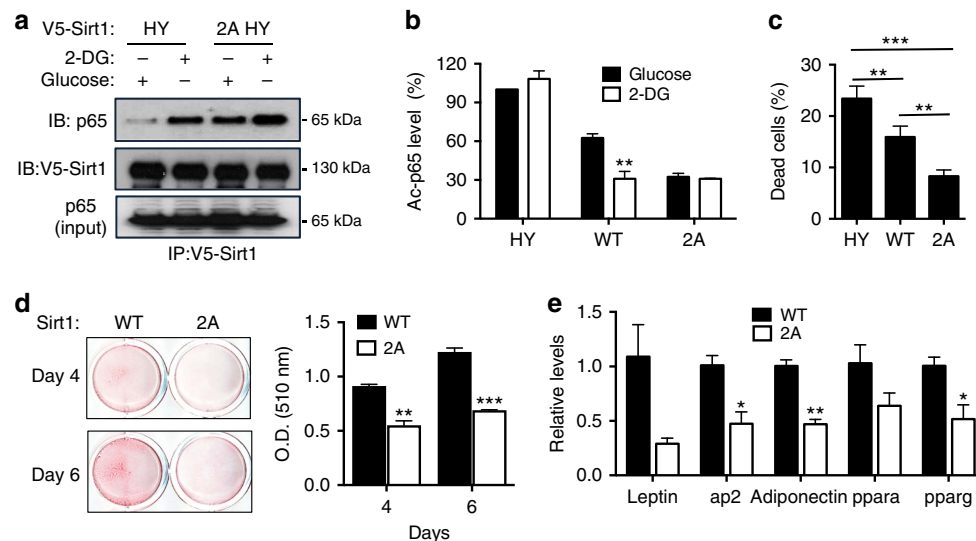 a
V5-Sirt1: HY 2A HY
2-DG: – + – +
Glucose: + – + –
IB: p65 - 65 kDa
IB:V5-Sirt1 - 130 kDa
p65
(input) - 65 kDa
IP:V5-Sirt1
b
Ac-p65 level (%)
120
90
60
30
0
Glucose
2-DG
**
HY WT 2A
c
Dead cells (%)
30
20
10
0
***
**
**
HY WT 2A
d
Sirt1: WT 2A
Day 4
Day 6
O.D. (510 nm)
1.5
1.0
0.5
0.0
WT
2A
**
***
4 6
Days
e
Relative levels
1.5
1.0
0.5
0.0
WT
2A
*
**
*
Leptin ap2 Adiponectin ppara pparg